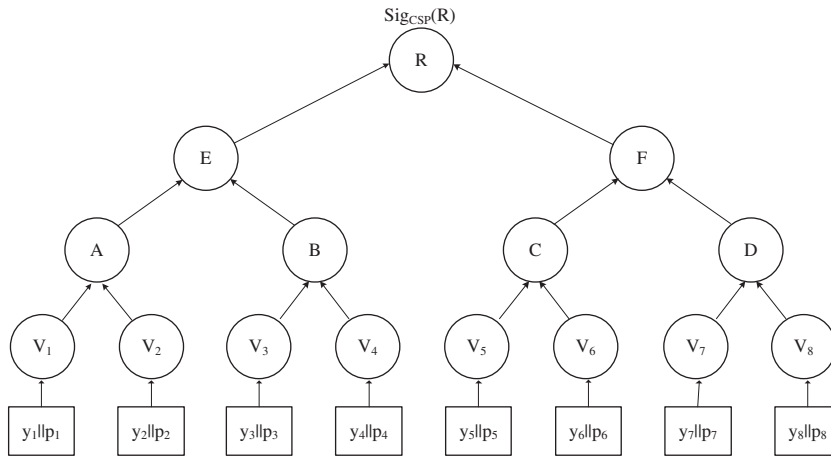 Sig_CSP(R)
R
E
F
A
B
C
D
V₁
V₂
V₃
V₄
V₅
V₆
V₇
V₈
y₁||p₁
y₂||p₂
y₃||p₃
y₄||p₄
y₅||p₅
y₆||p₆
y₇||p₇
y₈||p₈